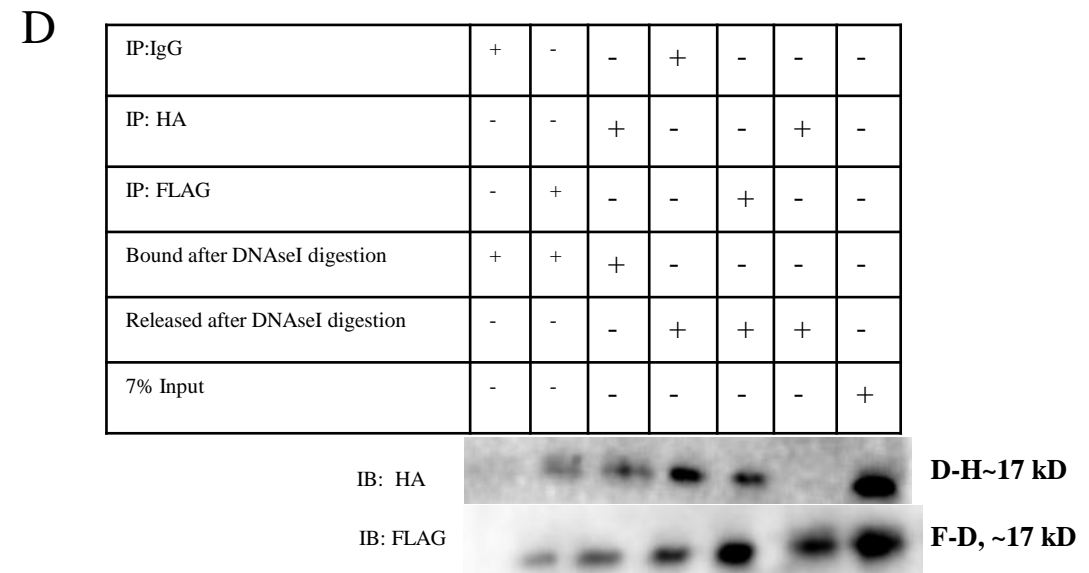 D
IP:IgG + - - + - - -
IP: HA - - + - - + -
IP: FLAG - + - - + - -
Bound after DNAseI digestion + + + - - - -
Released after DNAseI digestion - - - + + + -
7% Input - - - - - - +
IB: HA D-H~17 kD
IB: FLAG F-D, ~17 kD